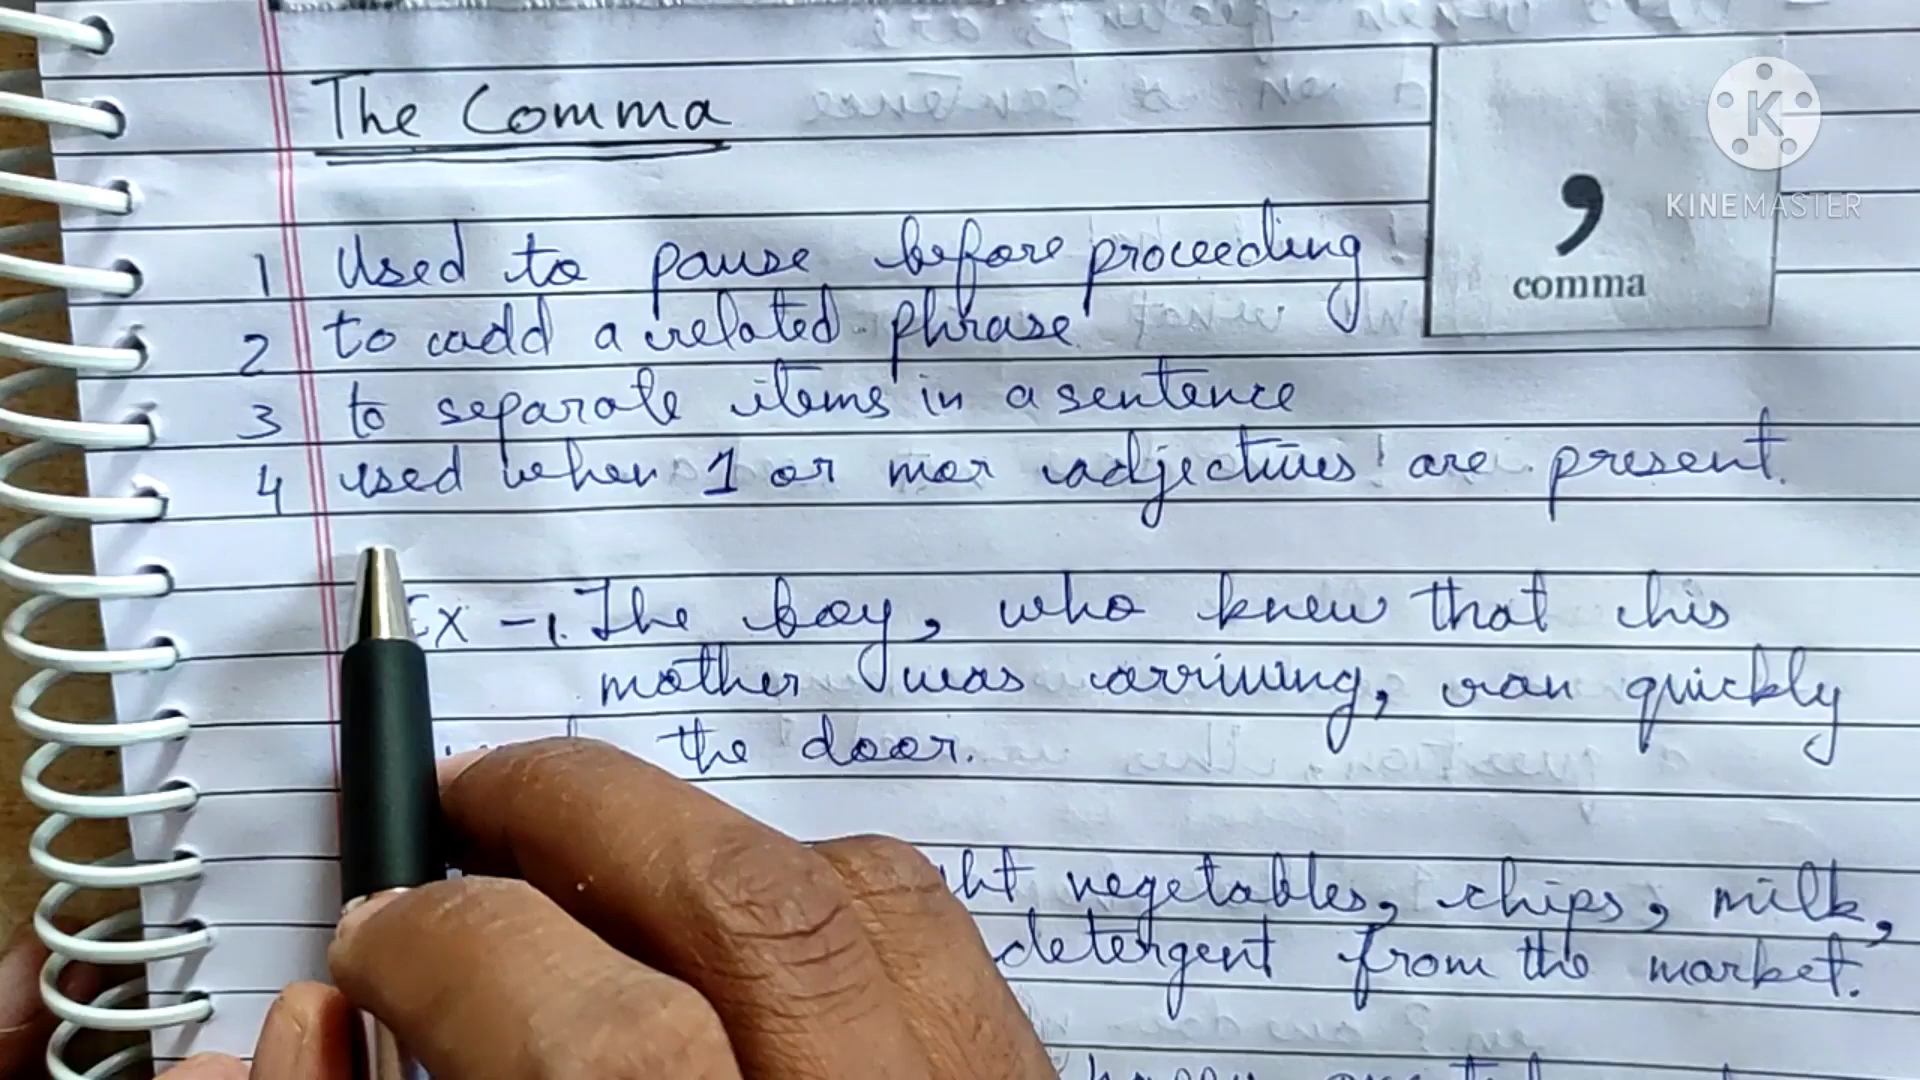 The Comma
KINEMASTER
,
comma
1 Used to pause before proceeding
2 to add a related phrase
3 to separate items in a sentence
4 used when 1 or mor adjectives are present.
Ex - 1. The boy, who knew that his
mother was arriving, ran quickly
the door.
vegetables, chips, milk,
detergent from the market.